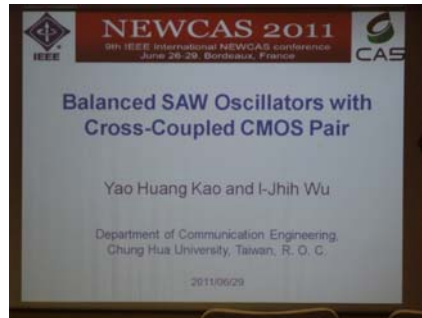 NEWCAS 2011
9th IEEE International NEWCAS conference
June 26-29, Bordeaux, France
IEEE
CAS
Balanced SAW Oscillators with
Cross-Coupled CMOS Pair
Yao Huang Kao and I-Jhih Wu
Department of Communication Engineering,
Chung Hua University, Taiwan, R. O. C.
2011/06/29